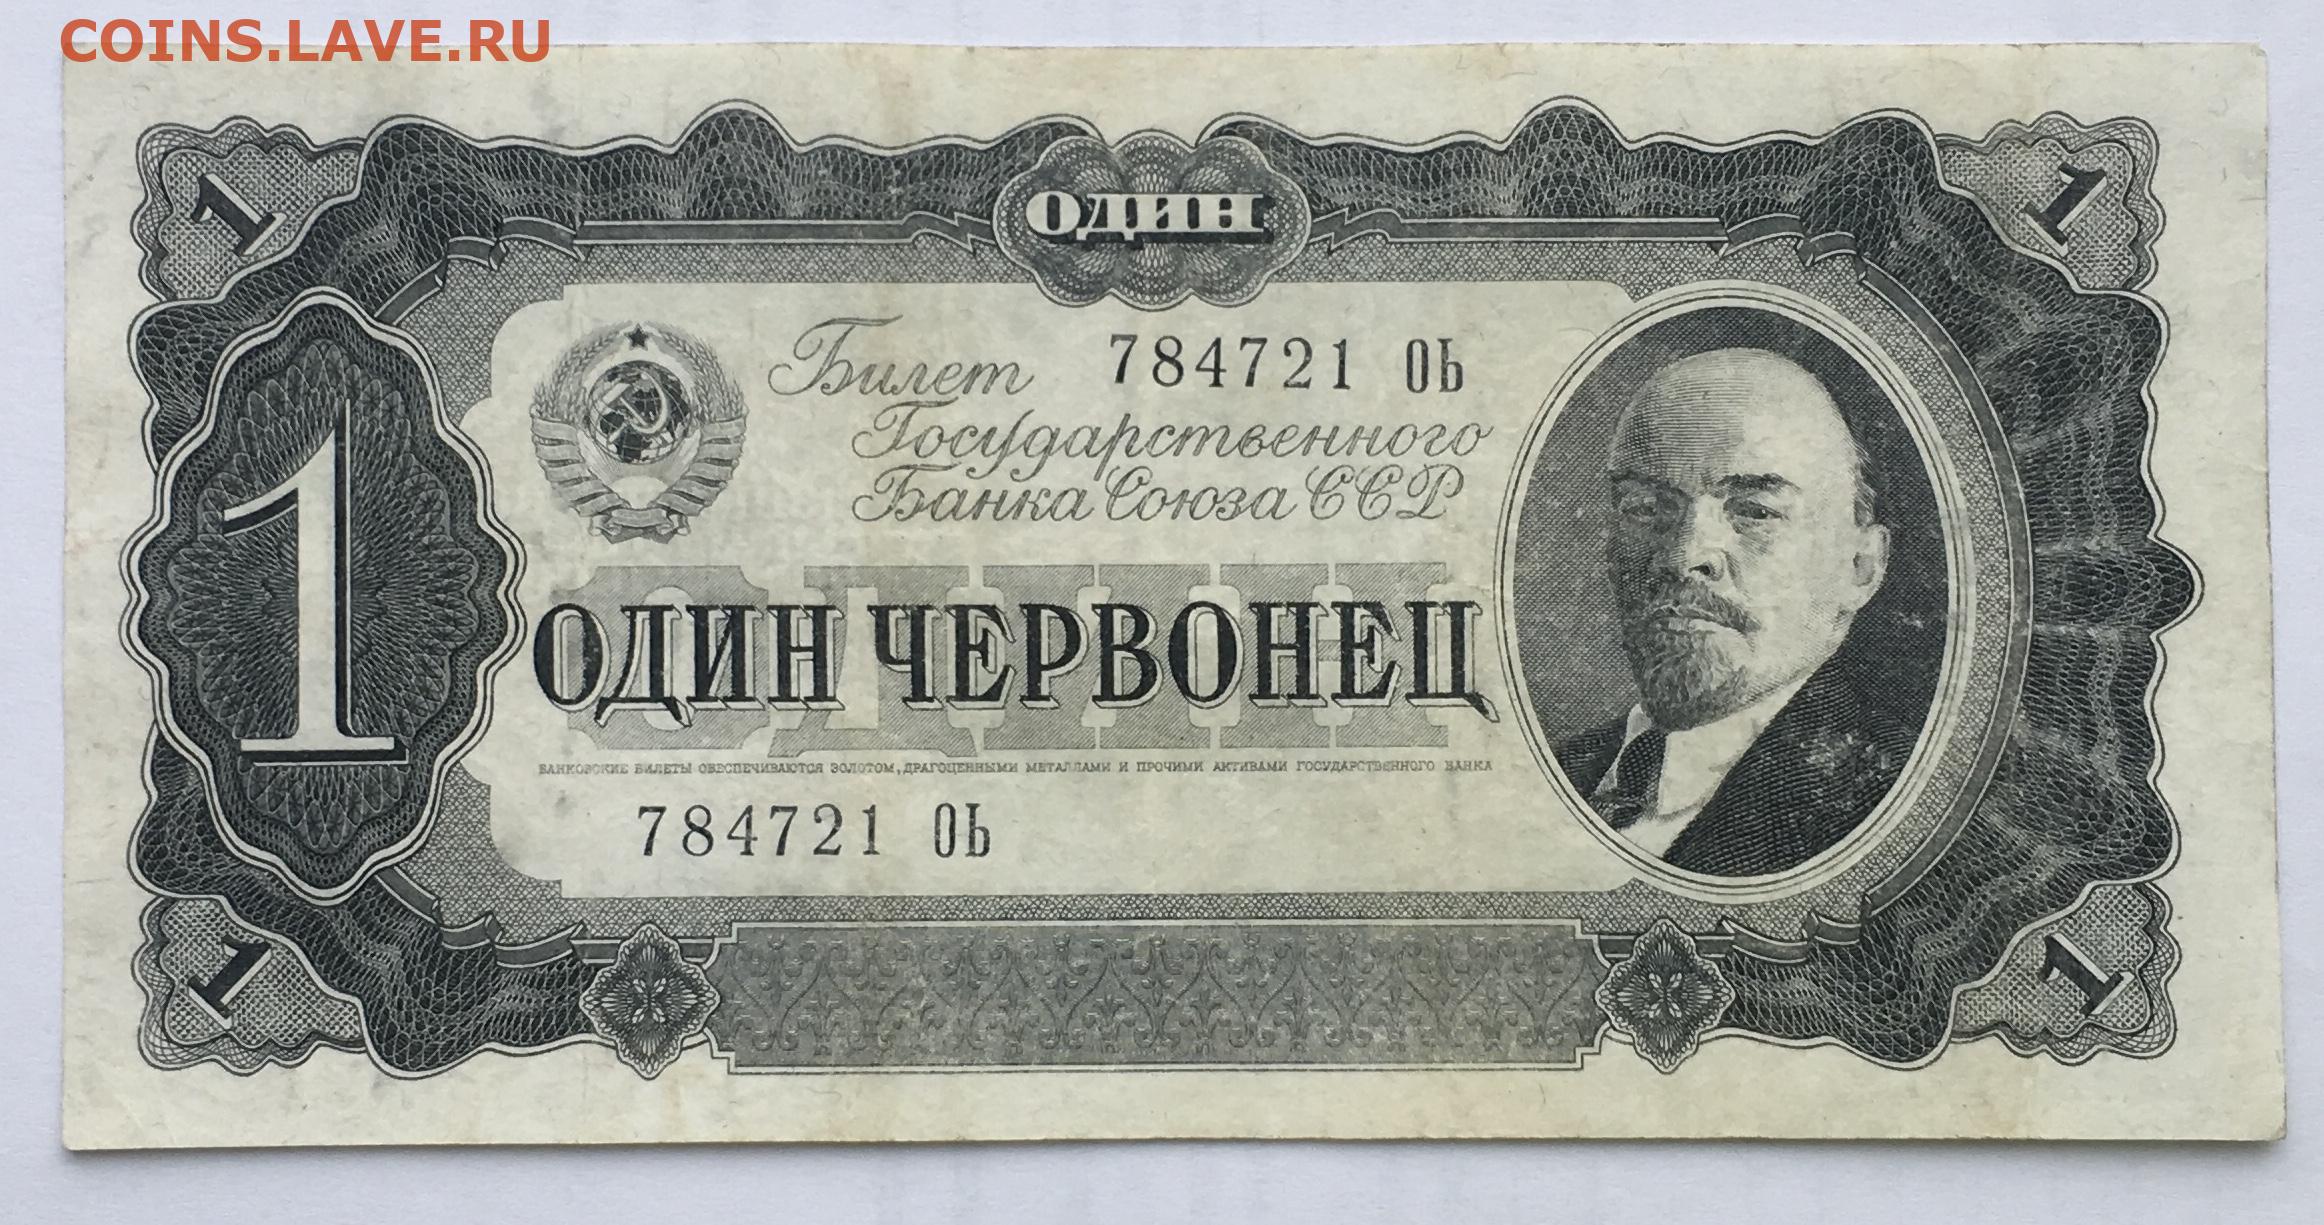 COINS.LAVE.RU
1 ОДИН 1
Билет 784721 ОЬ
Государственного
Банка Союза ССР
1
ОДИН
ОДИН ЧЕРВОНЕЦ
БАНКОВСКИЕ БИЛЕТЫ ОБЕСПЕЧИВАЮТСЯ ЗОЛОТОМ, ДРАГОЦЕННЫМИ МЕТАЛЛАМИ И ПРОЧИМИ АКТИВАМИ ГОСУДАРСТВЕННОГО БАНКА
784721 ОЬ
1 1